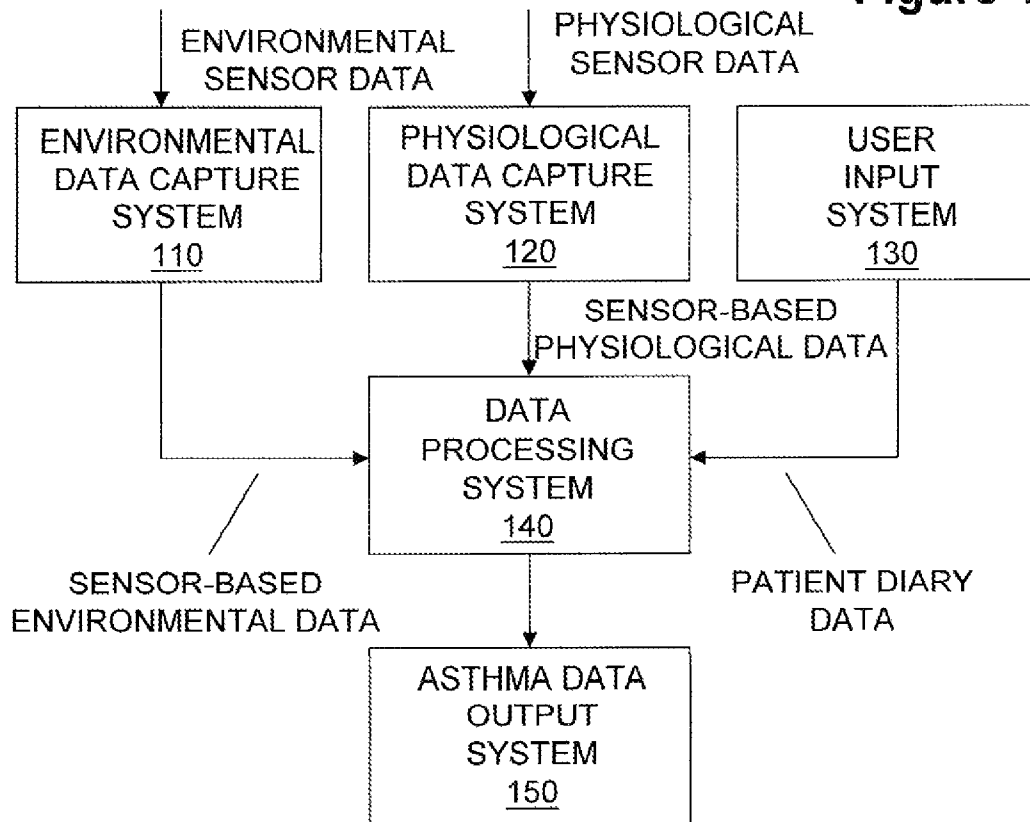 Figure
ENVIRONMENTAL
SENSOR DATA
PHYSIOLOGICAL
SENSOR DATA
ENVIRONMENTAL
DATA CAPTURE
SYSTEM
110
PHYSIOLOGICAL
DATA CAPTURE
SYSTEM
120
USER
INPUT
SYSTEM
130
SENSOR-BASED
PHYSIOLOGICAL DATA
DATA
PROCESSING
SYSTEM
140
SENSOR-BASED
ENVIRONMENTAL DATA
PATIENT DIARY
DATA
ASTHMA DATA
OUTPUT
SYSTEM
150